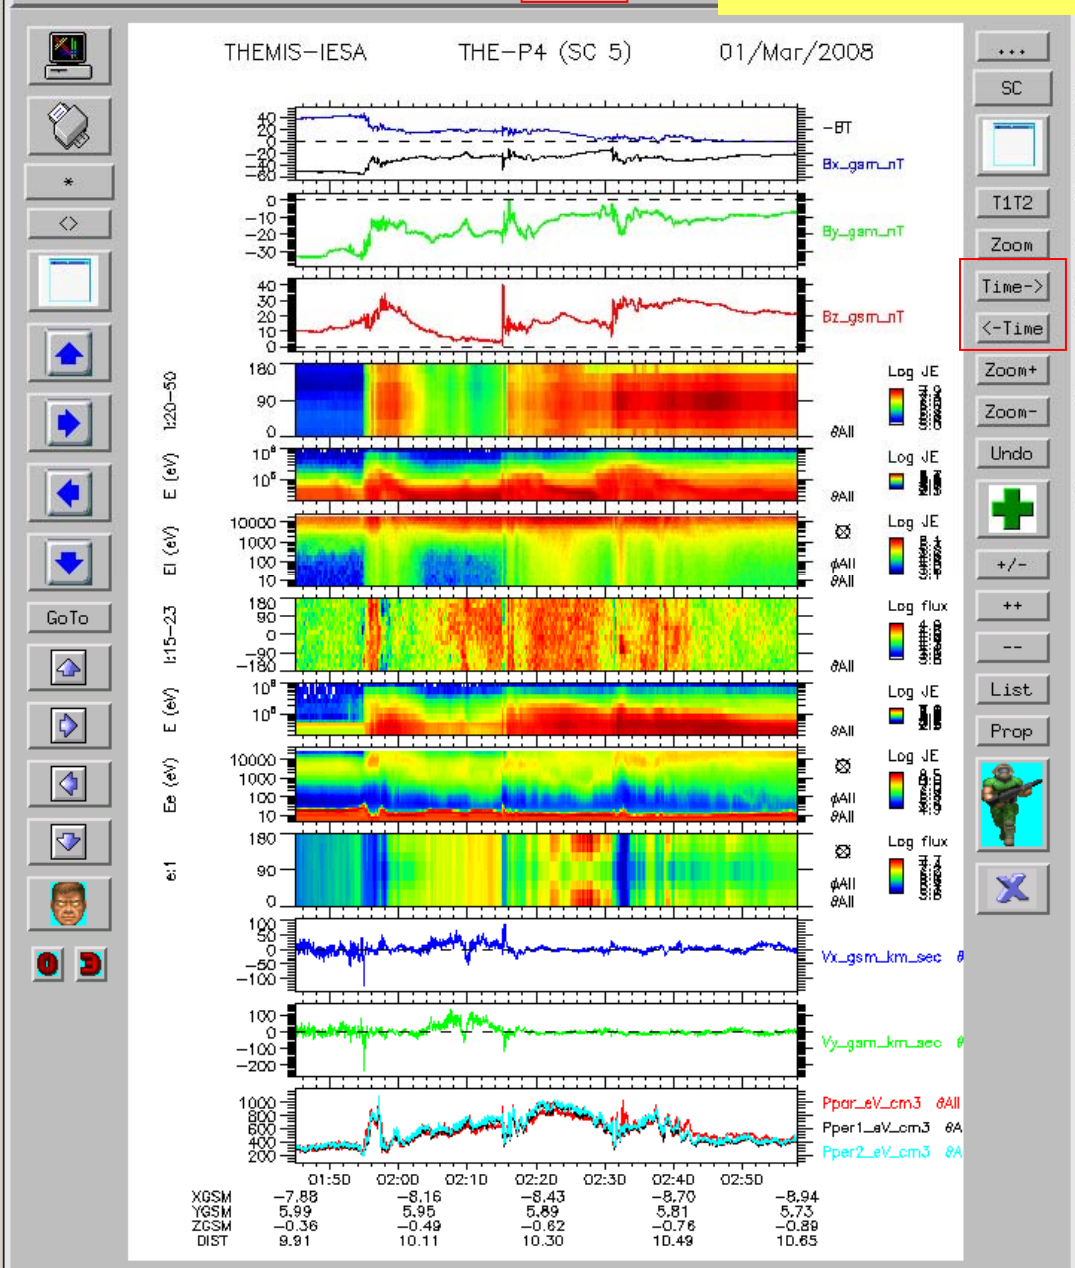 THEMIS-IESA THE-P4 (SC 5) 01/Mar/2008
...
SC
*
<>
T1T2
Zoom
Time->
<-Time
Zoom+
Zoom-
Undo
+/-
++
--
List
Prop
GoTo
0 3
40
20
0
-20
-40
-60
-BT
Bx_gsm_nT
0
-10
-20
-30
By_gsm_nT
40
30
20
10
0
Bz_gsm_nT
I:20-50
180
90
0
θAll
Log JE
E (eV)
10⁶
10⁵
θAll
Log JE
EI (eV)
10000
1000
100
10
ϕAll
θAll
Log JE
I:15-23
180
90
0
-90
-180
θAll
Log flux
E (eV)
θAll
Log JE
Ee (eV)
10000
1000
100
10
ϕAll
θAll
Log JE
e:1
180
90
0
ϕAll
θAll
Log flux
100
50
0
-50
-100
Vx_gsm_km_sec θ
100
0
-100
-200
Vy_gsm_km_sec θ
1000
800
600
400
200
Ppar_eV_cm3 θAll
Pper1_eV_cm3 θA
Pper2_eV_cm3 θA
01:50 02:00 02:10 02:20 02:30 02:40 02:50
XGSM -7.88 -8.16 -8.43 -8.70 -8.94
YGSM 5.99 5.95 5.89 5.81 5.73
ZGSM -0.36 -0.49 -0.62 -0.76 -0.89
DIST 9.91 10.11 10.30 10.49 10.65